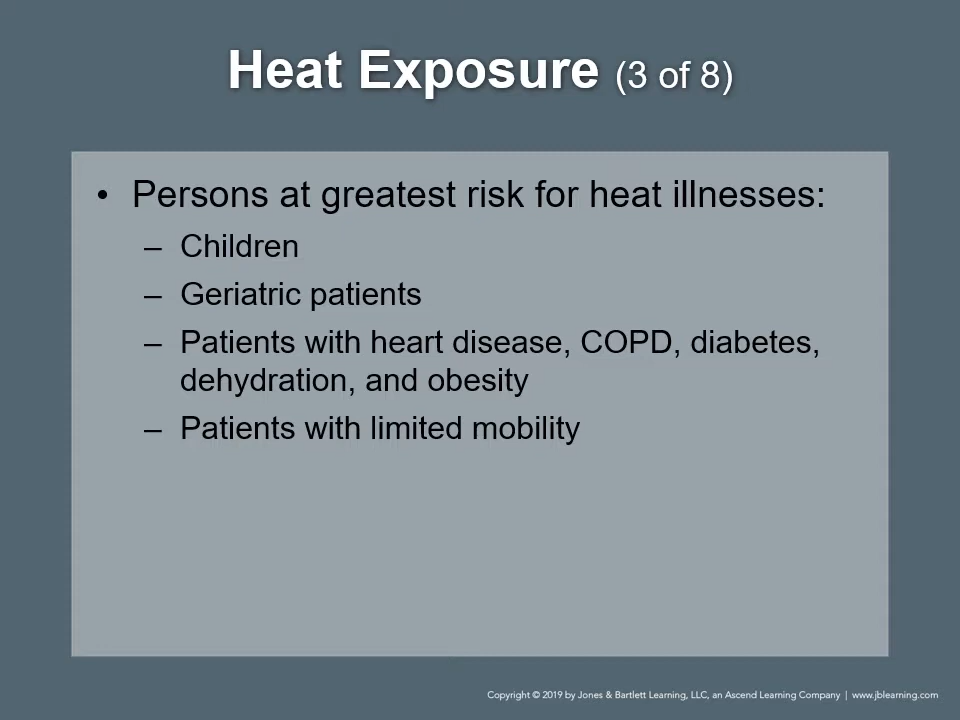 Heat Exposure (3 of 8)
• Persons at greatest risk for heat illnesses:
– Children
– Geriatric patients
– Patients with heart disease, COPD, diabetes,
dehydration, and obesity
– Patients with limited mobility
Copyright © 2019 by Jones & Bartlett Learning, LLC, an Ascend Learning Company | www.jblearning.com